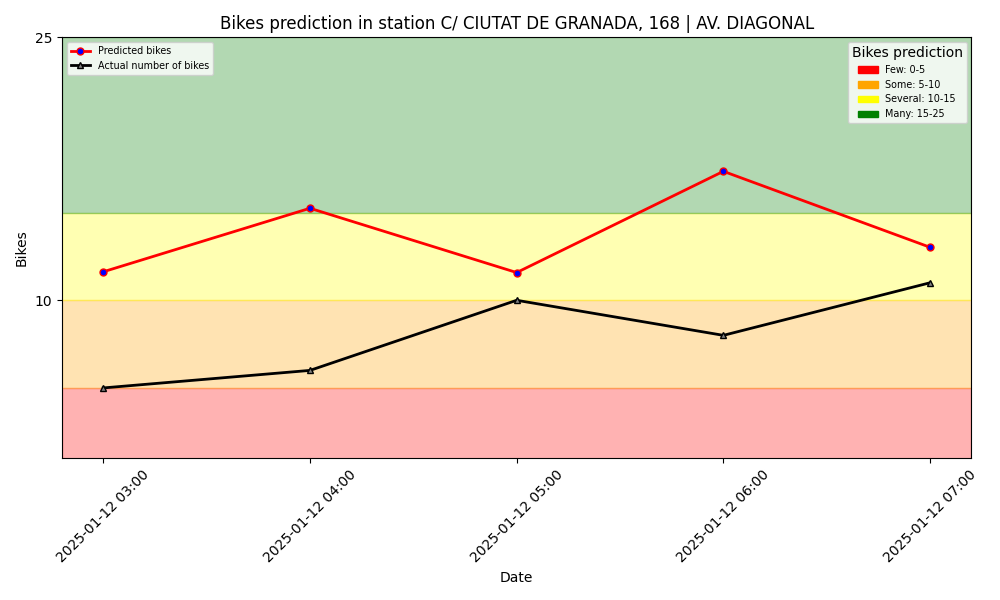 Bikes prediction in station C/ CIUTAT DE GRANADA, 168 | AV. DIAGONAL
25
10
Bikes
Predicted bikes
Actual number of bikes
Bikes prediction
Few: 0-5
Some: 5-10
Several: 10-15
Many: 15-25
2025-01-12 03:00
2025-01-12 04:00
2025-01-12 05:00
2025-01-12 06:00
2025-01-12 07:00
Date